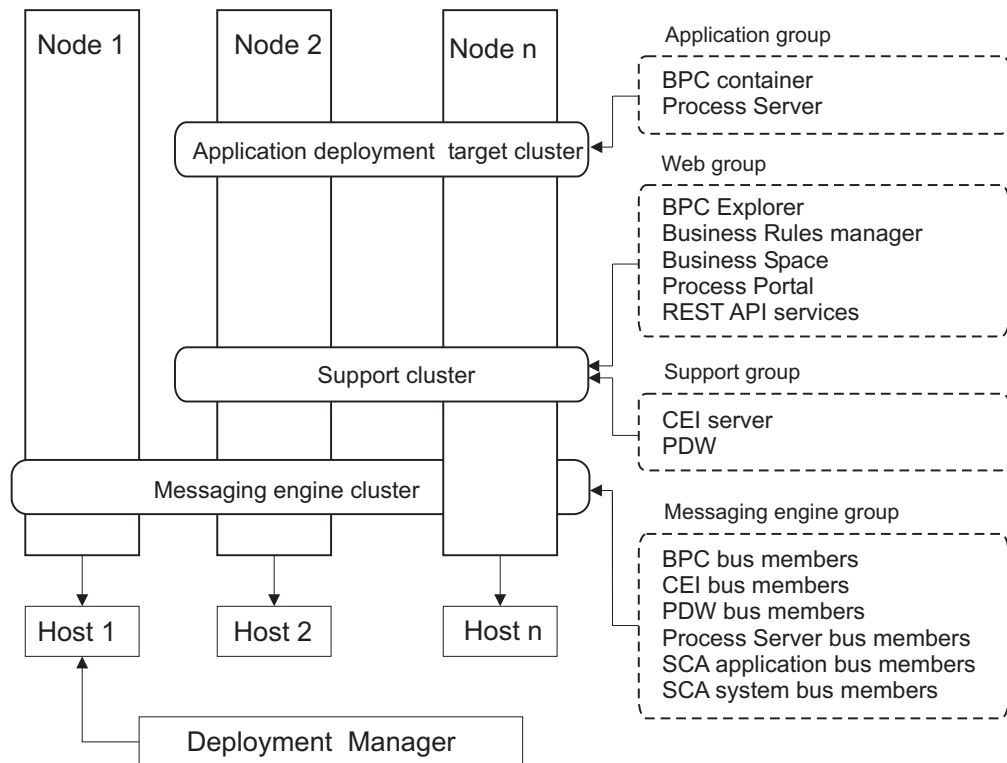 Node 1
Node 2
Node n
Application deployment target cluster
Support cluster
Messaging engine cluster
Host 1
Host 2
Host n
Deployment Manager
Application group
BPC container
Process Server
Web group
BPC Explorer
Business Rules manager
Business Space
Process Portal
REST API services
Support group
CEI server
PDW
Messaging engine group
BPC bus members
CEI bus members
PDW bus members
Process Server bus members
SCA application bus members
SCA system bus members